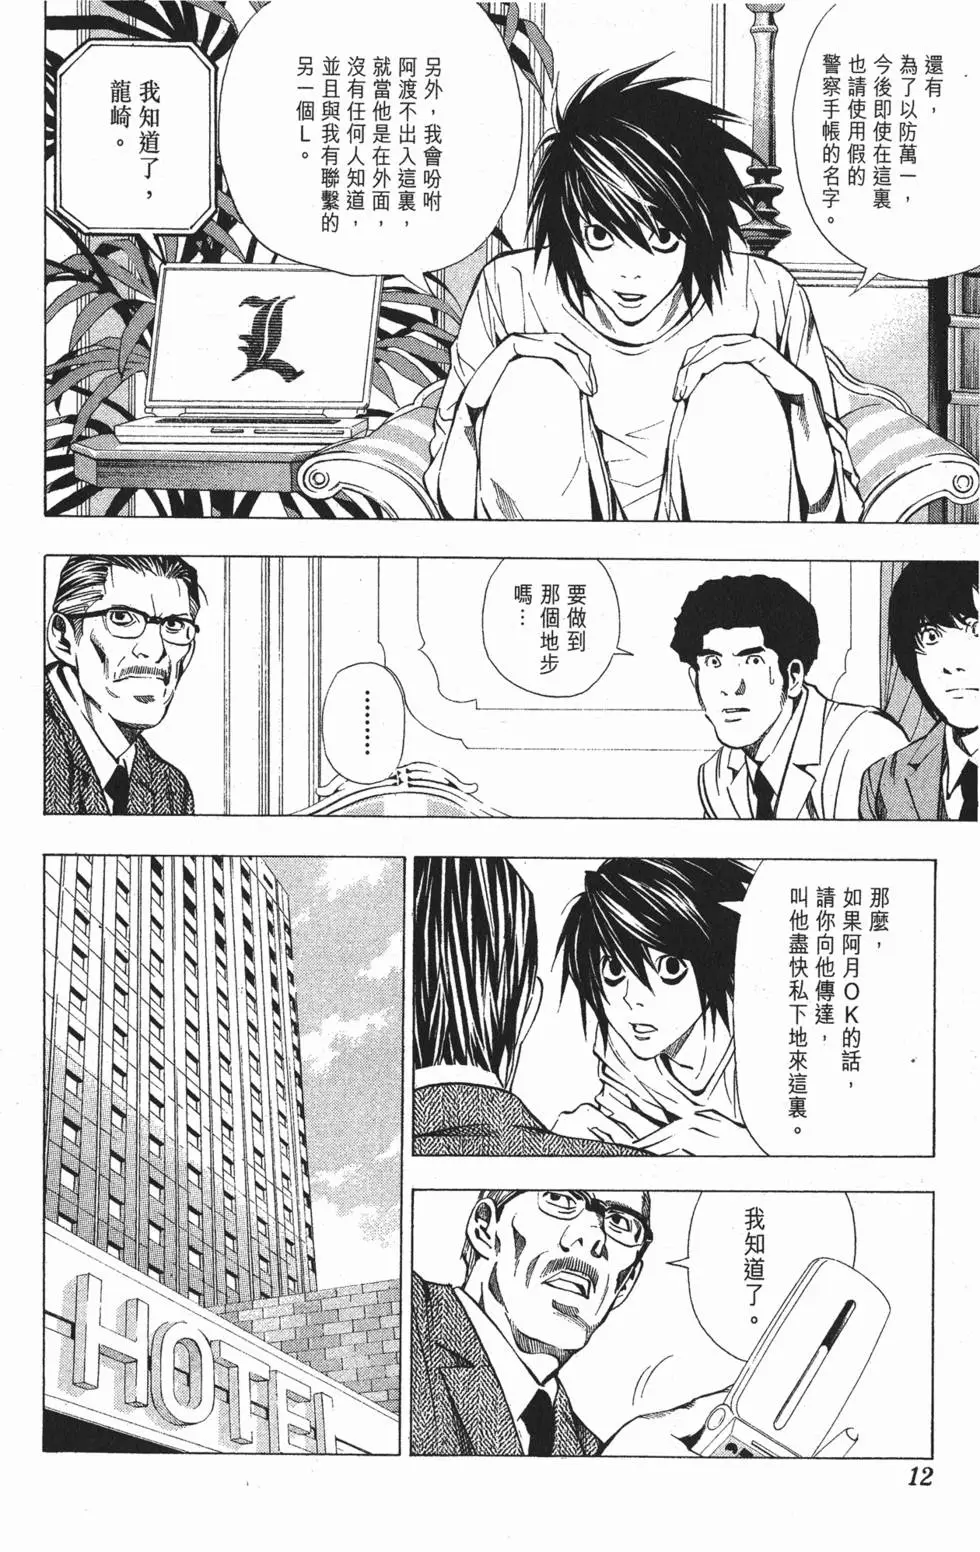 還有，
為了以防萬一，
今後即使在這裏
也請使用假的
警察手帳的名字。
另外，我會吩咐
阿渡不出入這裏，
就當他是在外面，
沒有任何人知道，
並且與我有聯繫的
另一個L。
我知道了，
龍崎。
L
要做到
那個地步
嗎…
………
那麼，
如果阿月OK的話，
請你向他傳達，
叫他盡快私下地來這裏。
HOTEL
我知道了。
12